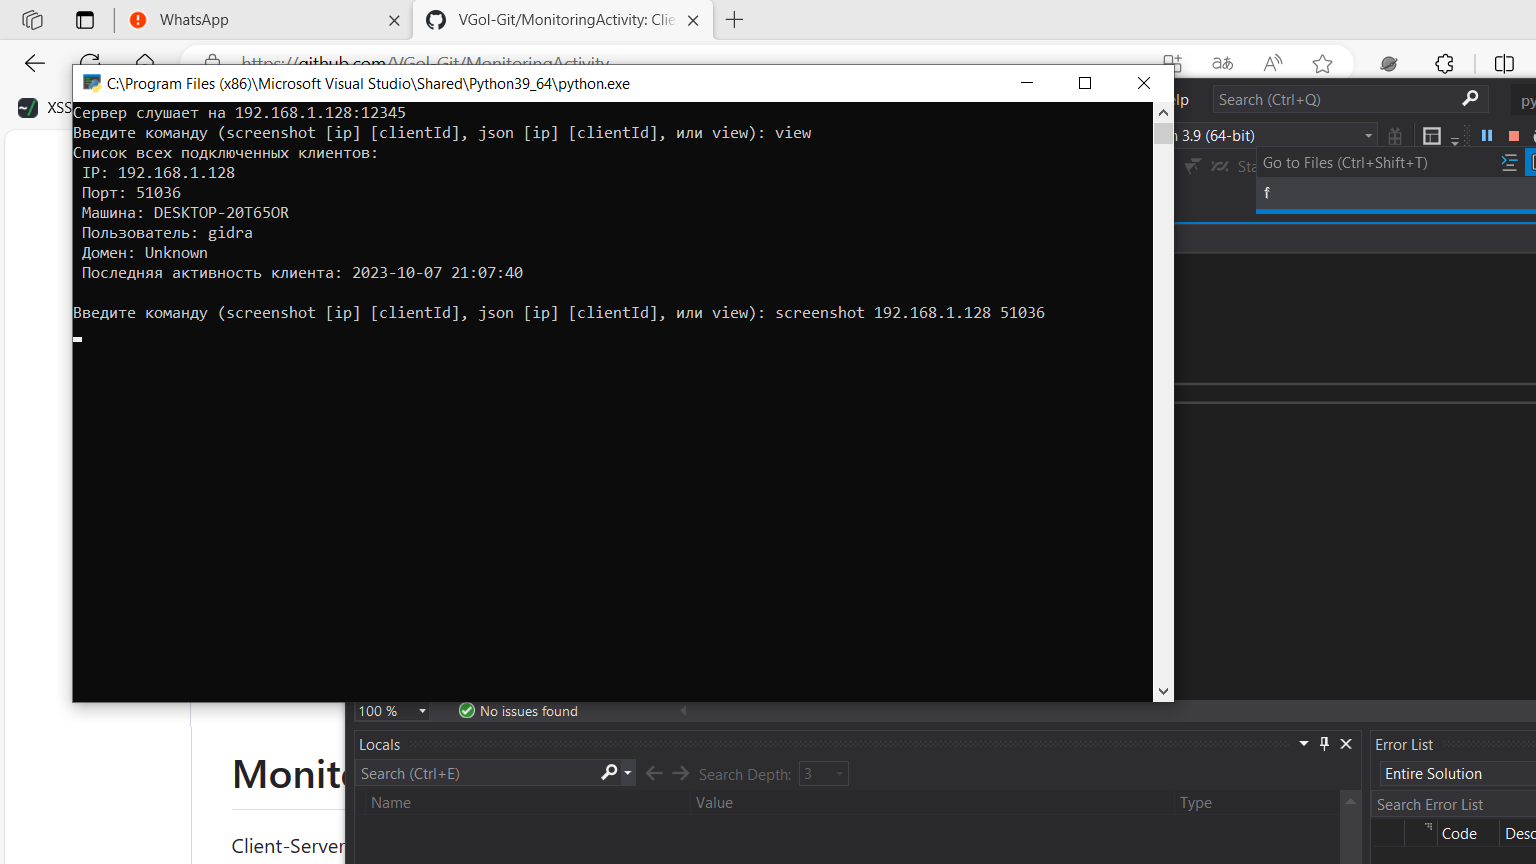 WhatsApp
VGol-Git/MonitoringActivity: Clie
https://github.com/VGol-Git/MonitoringActivity
aあ
C:\Program Files (x86)\Microsoft Visual Studio\Shared\Python39_64\python.exe
XSS
Сервер слушает на 192.168.1.128:12345
Введите команду (screenshot [ip] [clientId], json [ip] [clientId], или view): view
Список всех подключенных клиентов:
IP: 192.168.1.128
Порт: 51036
Машина: DESKTOP-20T65OR
Пользователь: gidra
Домен: Unknown
Последняя активность клиента: 2023-10-07 21:07:40
Введите команду (screenshot [ip] [clientId], json [ip] [clientId], или view): screenshot 192.168.1.128 51036
lp
Search (Ctrl+Q)
py
3.9 (64-bit)
Sta
Go to Files (Ctrl+Shift+T)
f
100 %
No issues found
Locals
Search (Ctrl+E)
Search Depth:
3
Name
Value
Type
Error List
Entire Solution
Search Error List
Code
Desc
Monito
Client-Server